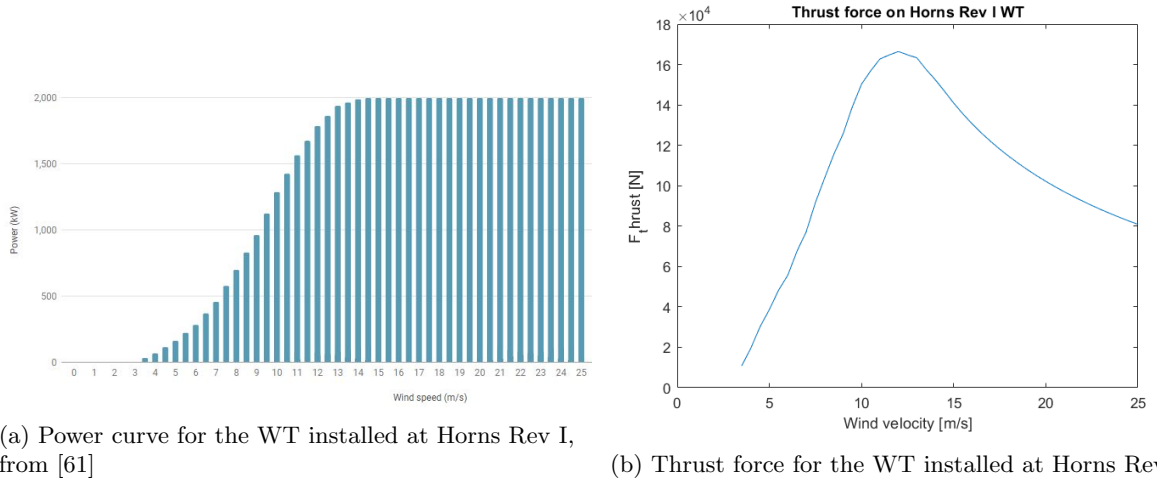 2,000
1,500
1,000
500
0
Power (kW)
0 1 2 3 4 5 6 7 8 9 10 11 12 13 14 15 16 17 18 19 20 21 22 23 24 25
Wind speed (m/s)
(a) Power curve for the WT installed at Horns Rev I,
from [61]
Thrust force on Horns Rev I WT
×10⁴
18
16
14
12
10
8
6
4
2
0
F_thrust [N]
0 5 10 15 20 25
Wind velocity [m/s]
(b) Thrust force for the WT installed at Horns Rev